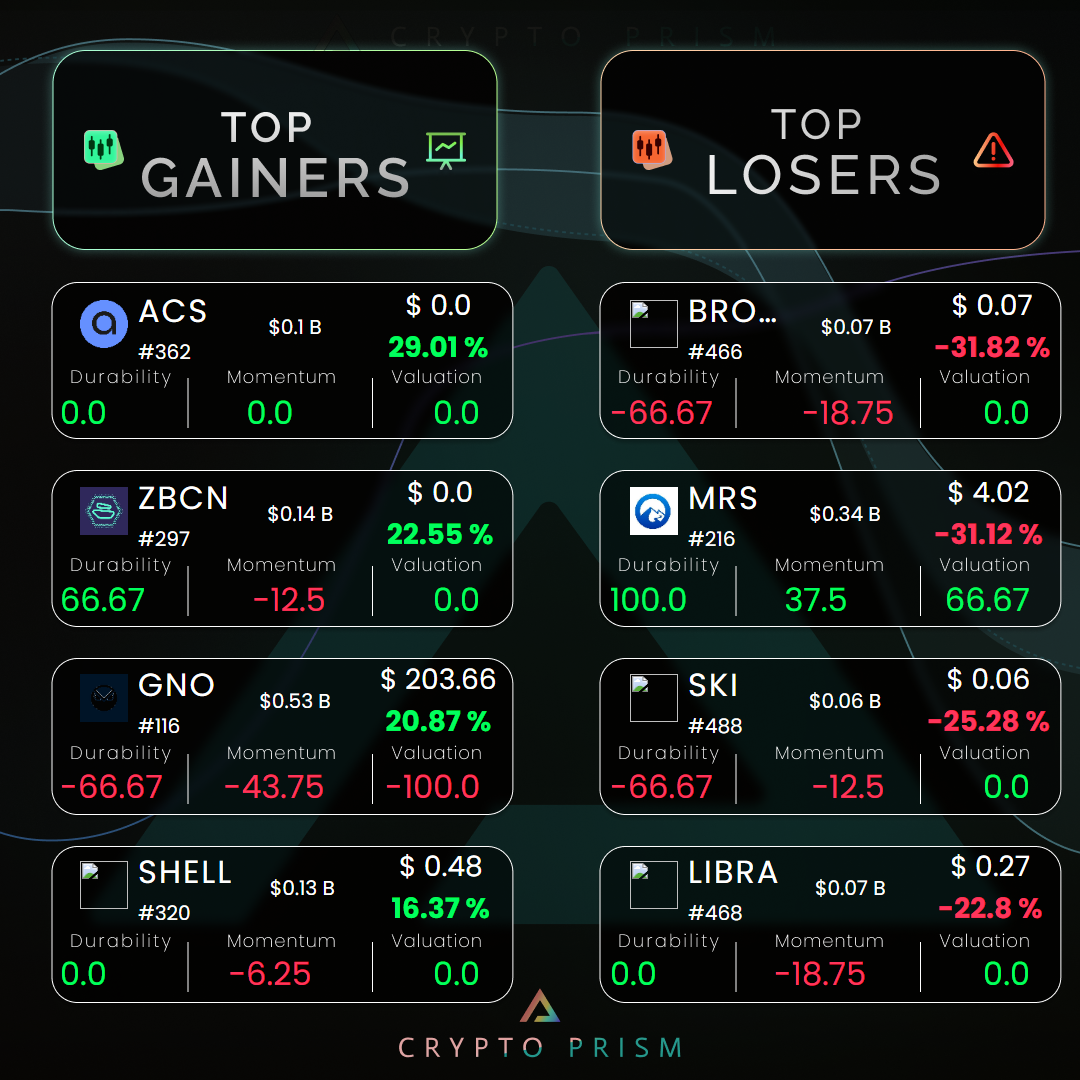 CRYPTO PRISM
TOP
GAINERS
TOP
LOSERS
ACS
#362
$0.1 B
$ 0.0
29.01 %
Durability
Momentum
Valuation
0.0
0.0
0.0
BRO...
#466
$0.07 B
$ 0.07
-31.82 %
Durability
Momentum
Valuation
-66.67
-18.75
0.0
ZBCN
#297
$0.14 B
$ 0.0
22.55 %
Durability
Momentum
Valuation
66.67
-12.5
0.0
MRS
#216
$0.34 B
$ 4.02
-31.12 %
Durability
Momentum
Valuation
100.0
37.5
66.67
GNO
#116
$0.53 B
$ 203.66
20.87 %
Durability
Momentum
Valuation
-66.67
-43.75
-100.0
SKI
#488
$0.06 B
$ 0.06
-25.28 %
Durability
Momentum
Valuation
-66.67
-12.5
0.0
SHELL
#320
$0.13 B
$ 0.48
16.37 %
Durability
Momentum
Valuation
0.0
-6.25
0.0
LIBRA
#468
$0.07 B
$ 0.27
-22.8 %
Durability
Momentum
Valuation
0.0
-18.75
0.0
CRYPTO PRISM